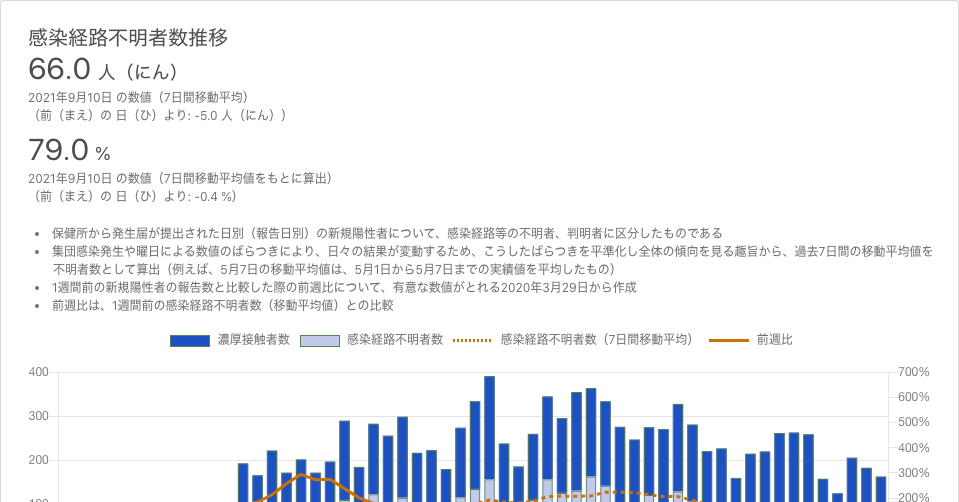 感染経路不明者数推移
66.0 人（にん）
2021年9月10日 の数値（7日間移動平均）
（前（まえ）の 日（ひ）より: -5.0 人（にん））
79.0 %
2021年9月10日 の数値（7日間移動平均値をもとに算出）
（前（まえ）の 日（ひ）より: -0.4 %）
• 保健所から発生届が提出された日別（報告日別）の新規陽性者について、感染経路等の不明者、判明者に区分したものである
• 集団感染発生や曜日による数値のばらつきにより、日々の結果が変動するため、こうしたばらつきを平準化し全体の傾向を見る趣旨から、過去7日間の移動平均値を
不明者数として算出（例えば、5月7日の移動平均値は、5月1日から5月7日までの実績値を平均したもの）
• 1週間前の新規陽性者の報告数と比較した際の前週比について、有意な数値がとれる2020年3月29日から作成
• 前週比は、1週間前の感染経路不明者数（移動平均値）との比較
濃厚接触者数 感染経路不明者数 感染経路不明者数（7日間移動平均） 前週比
400 700%
600%
300 500%
400%
200 300%
100 200%